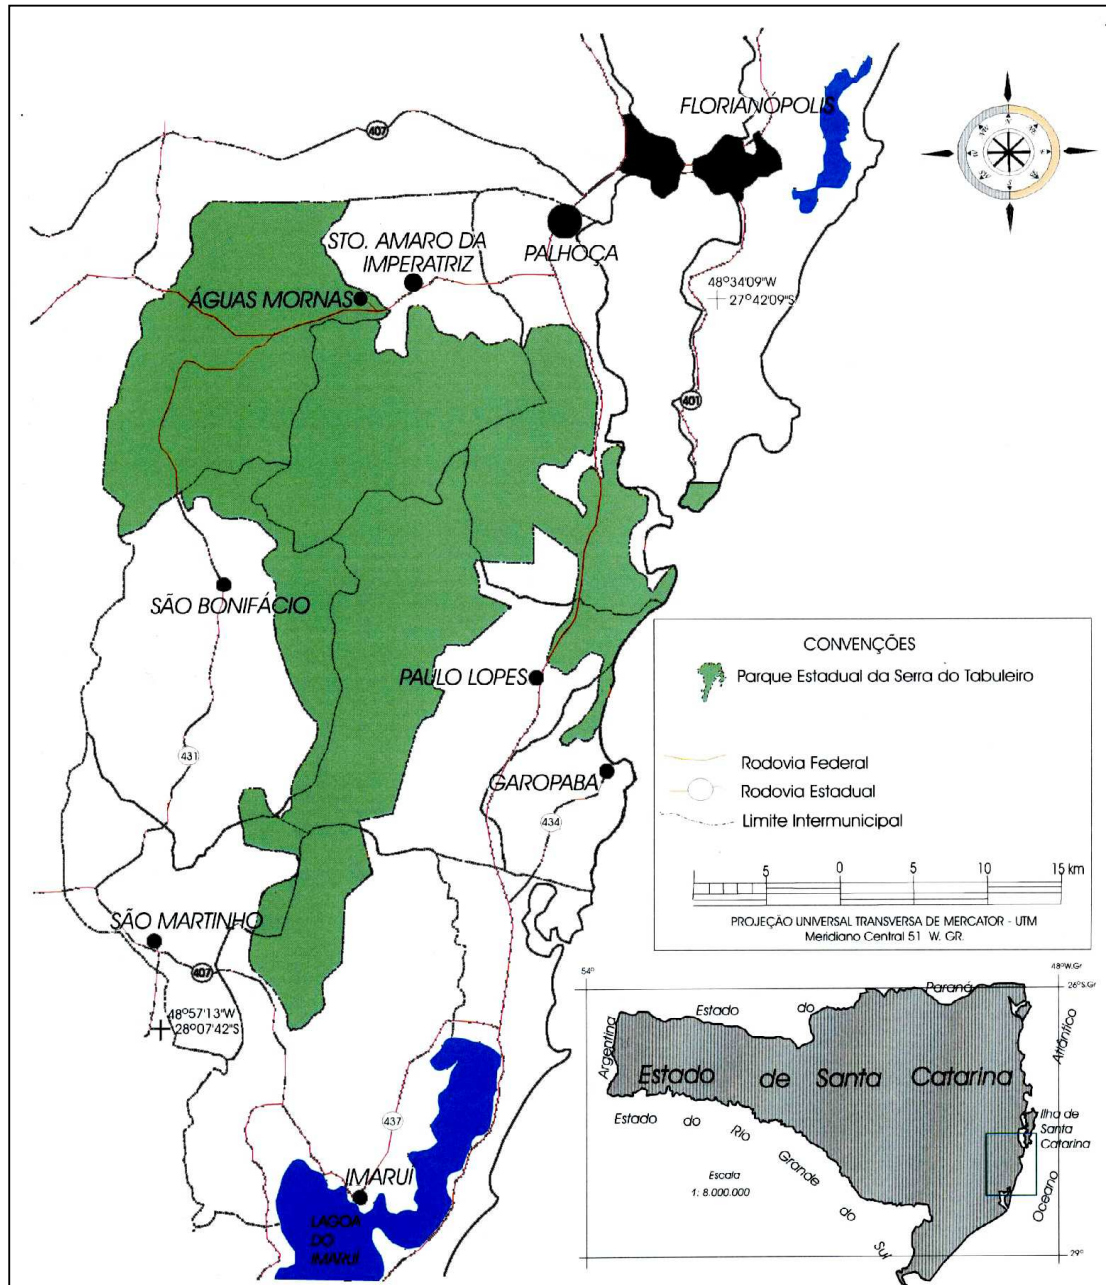 FLORIANÓPOLIS
407
STO. AMARO DA
IMPERATRIZ
PALHOÇA
ÁGUAS MORNAS
48°34'09"W
27°42'09"S
401
SÃO BONIFÁCIO
PAULO LOPES
431
GAROPABA
434
SÃO MARTINHO
407
48°57'13"W
28°07'42"S
437
IMARUI
LAGOA
DO
IMARUÍ
CONVENÇÕES
Parque Estadual da Serra do Tabuleiro
Rodovia Federal
Rodovia Estadual
Limite Intermunicipal
5 0 5 10 15 km
PROJEÇÃO UNIVERSAL TRANSVERSA DE MERCATOR - UTM
Meridiano Central 51 W. GR.
54°
48°W.Gr
26°S.Gr
Paraná
Estado do
Argentina
Atlântico
Estado de Santa Catarina
Estado do Rio Grande do Sul
Ilha de
Santa
Catarina
Escala
1: 8.000.000
Oceano
29°